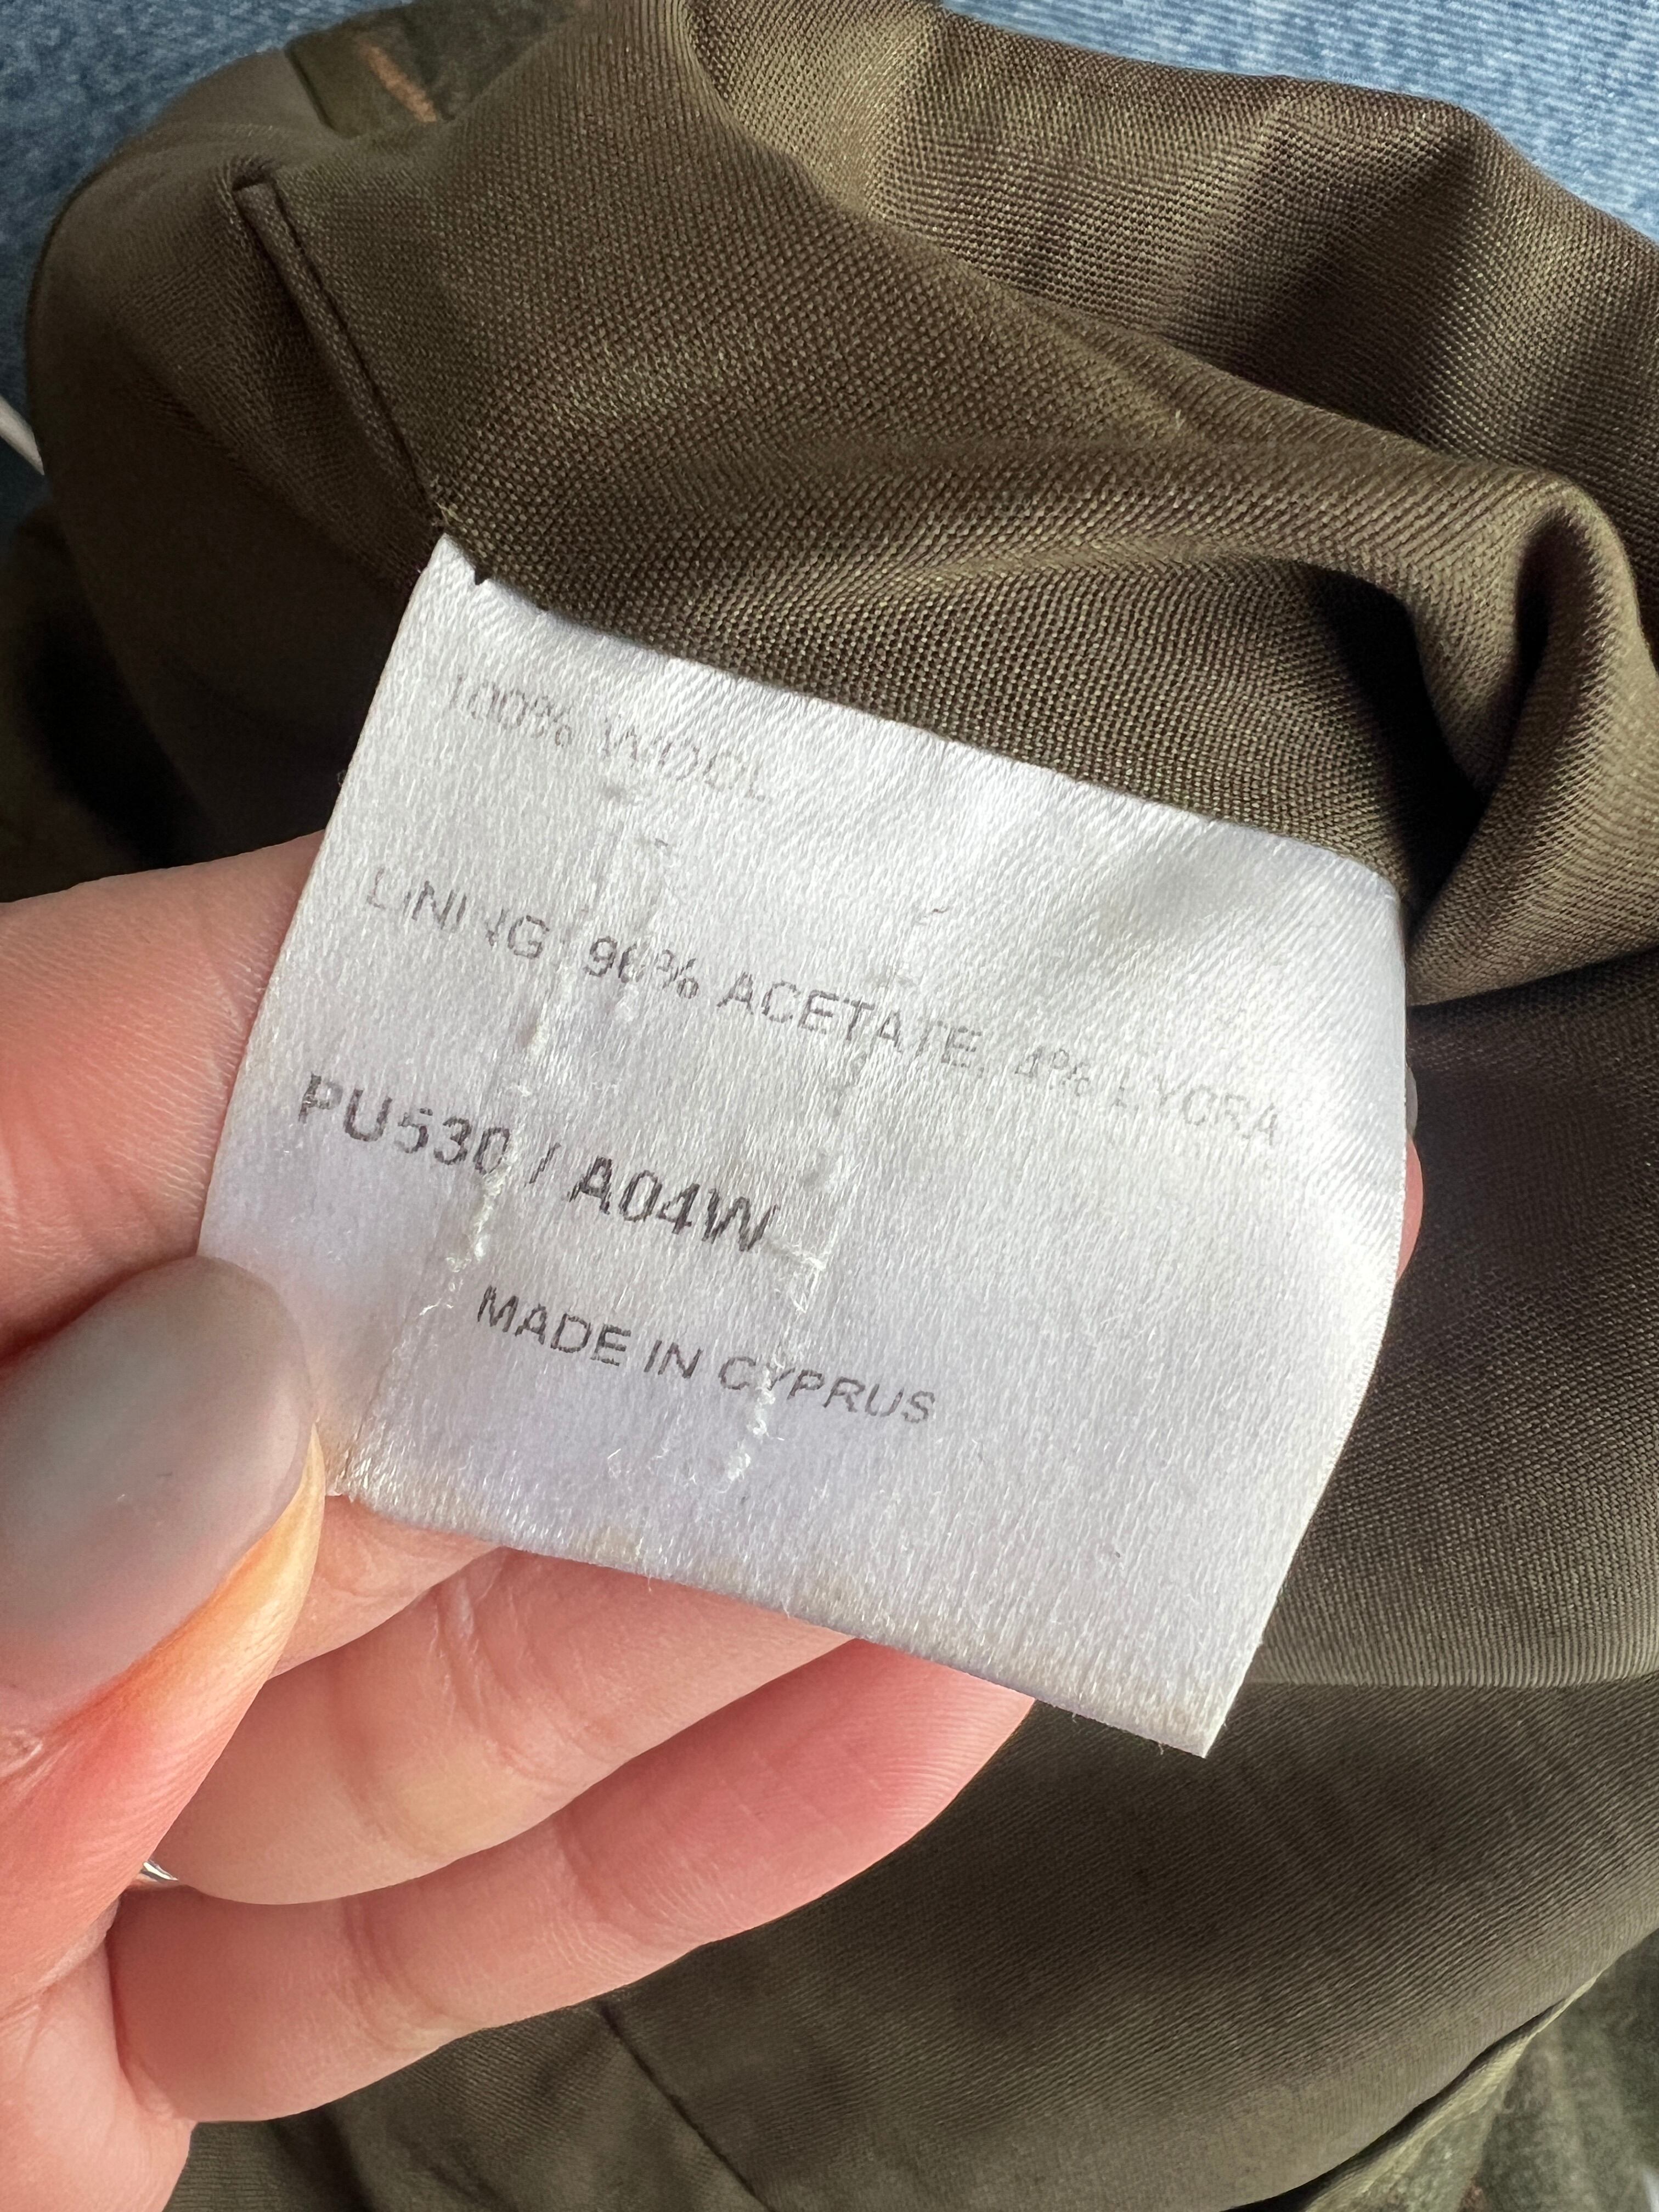 100% WOOL
LINING 96% ACETATE, 4% LYCRA
PU530 / A04W
MADE IN CYPRUS